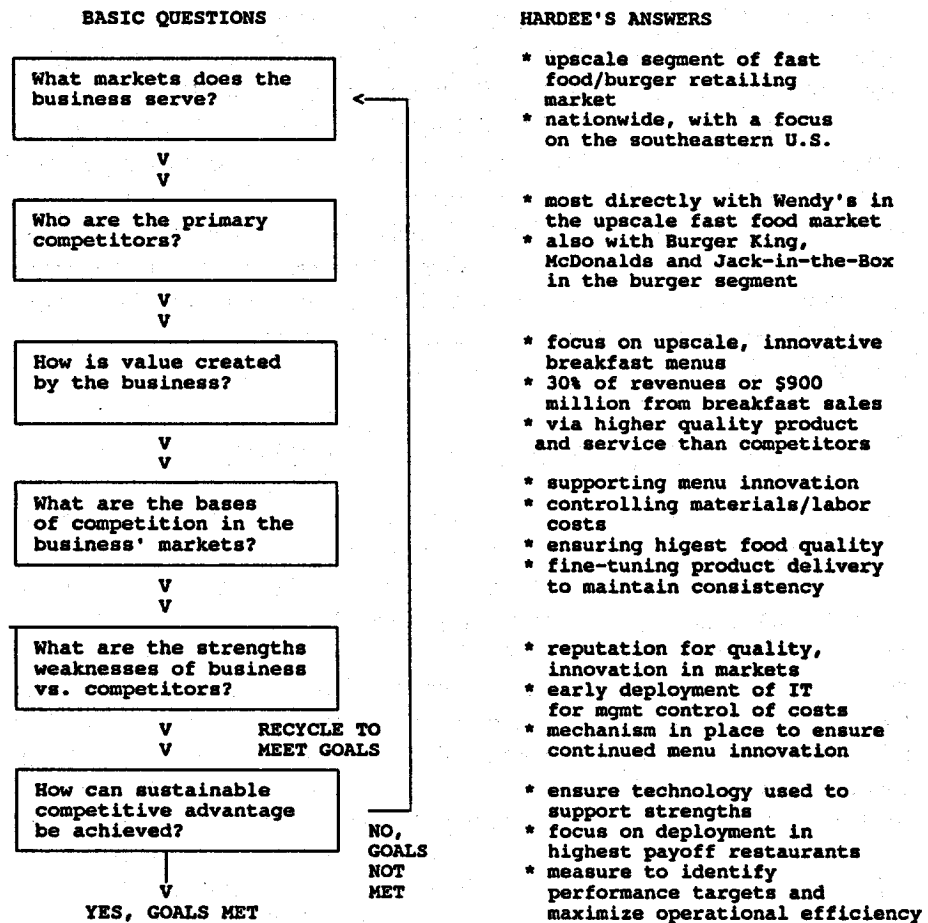 BASIC QUESTIONS
HARDEE'S ANSWERS
What markets does the
business serve?
<
* upscale segment of fast
food/burger retailing
market
* nationwide, with a focus
on the southeastern U.S.
V
V
Who are the primary
competitors?
* most directly with Wendy's in
the upscale fast food market
* also with Burger King,
McDonalds and Jack-in-the-Box
in the burger segment
V
V
How is value created
by the business?
* focus on upscale, innovative
breakfast menus
* 30% of revenues or $900
million from breakfast sales
* via higher quality product
and service than competitors
V
V
What are the bases
of competition in the
business' markets?
* supporting menu innovation
* controlling materials/labor
costs
* ensuring higest food quality
* fine-tuning product delivery
to maintain consistency
V
V
What are the strengths
weaknesses of business
vs. competitors?
* reputation for quality,
innovation in markets
* early deployment of IT
for mgmt control of costs
* mechanism in place to ensure
continued menu innovation
V
V
RECYCLE TO
MEET GOALS
How can sustainable
competitive advantage
be achieved?
NO,
GOALS
NOT
MET
* ensure technology used to
support strengths
* focus on deployment in
highest payoff restaurants
* measure to identify
performance targets and
maximize operational efficiency
V
YES, GOALS MET